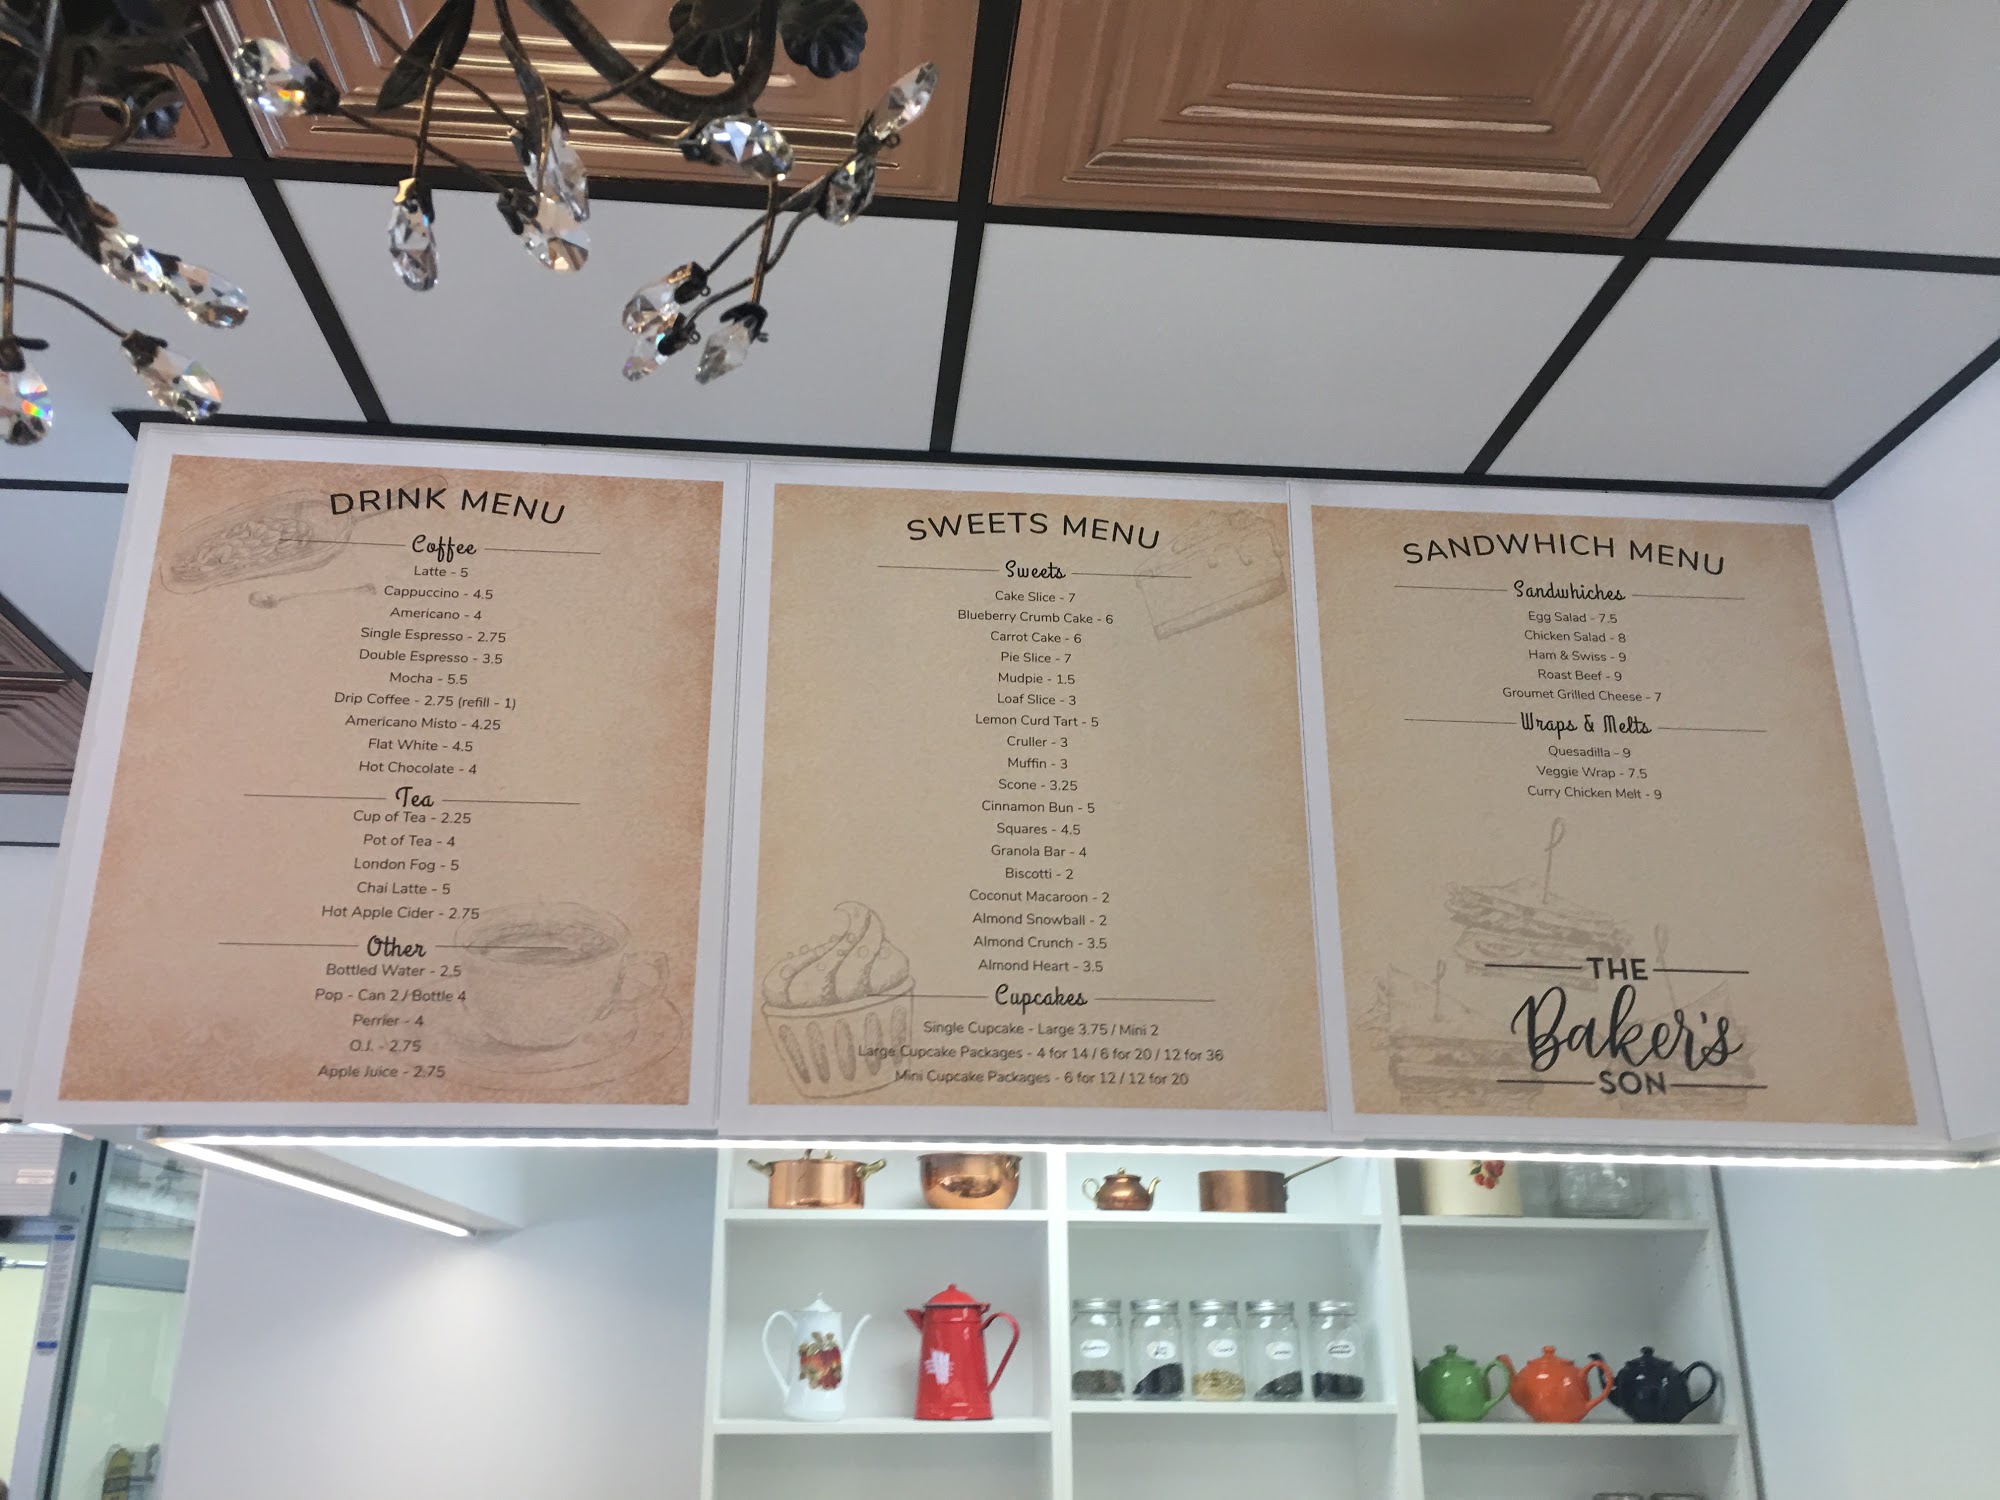 DRINK MENU
Coffee
Latte - 5
Cappuccino - 4.5
Americano - 4
Single Espresso - 2.75
Double Espresso - 3.5
Mocha - 5.5
Drip Coffee - 2.75 (refill - 1)
Americano Misto - 4.25
Flat White - 4.5
Hot Chocolate - 4
Tea
Cup of Tea - 2.25
Pot of Tea - 4
London Fog - 5
Chai Latte - 5
Hot Apple Cider - 2.75
Other
Bottled Water - 2.5
Pop - Can 2 / Bottle 4
Perrier - 4
O.J. - 2.75
Apple Juice - 2.75
SWEETS MENU
Sweets
Cake Slice - 7
Blueberry Crumb Cake - 6
Carrot Cake - 6
Pie Slice - 7
Mudpie - 1.5
Loaf Slice - 3
Lemon Curd Tart - 5
Cruller - 3
Muffin - 3
Scone - 3.25
Cinnamon Bun - 5
Squares - 4.5
Granola Bar - 4
Biscotti - 2
Coconut Macaroon - 2
Almond Snowball - 2
Almond Crunch - 3.5
Almond Heart - 3.5
Cupcakes
Single Cupcake - Large 3.75 / Mini 2
Large Cupcake Packages - 4 for 14 / 6 for 20 / 12 for 36
Mini Cupcake Packages - 6 for 12 / 12 for 20
SANDWHICH MENU
Sandwhiches
Egg Salad - 7.5
Chicken Salad - 8
Ham & Swiss - 9
Roast Beef - 9
Groumet Grilled Cheese - 7
Wraps & Melts
Quesadilla - 9
Veggie Wrap - 7.5
Curry Chicken Melt - 9
THE
Baker's
SON